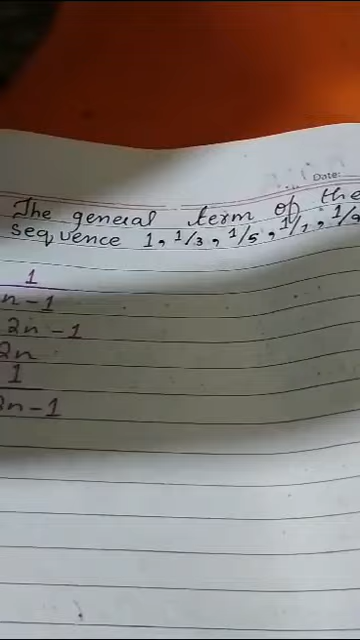 Date:
The general term of the
sequence 1, 1/3, 1/5, 1/7, 1/9
1
n-1
2n-1
2n
1
2n-1